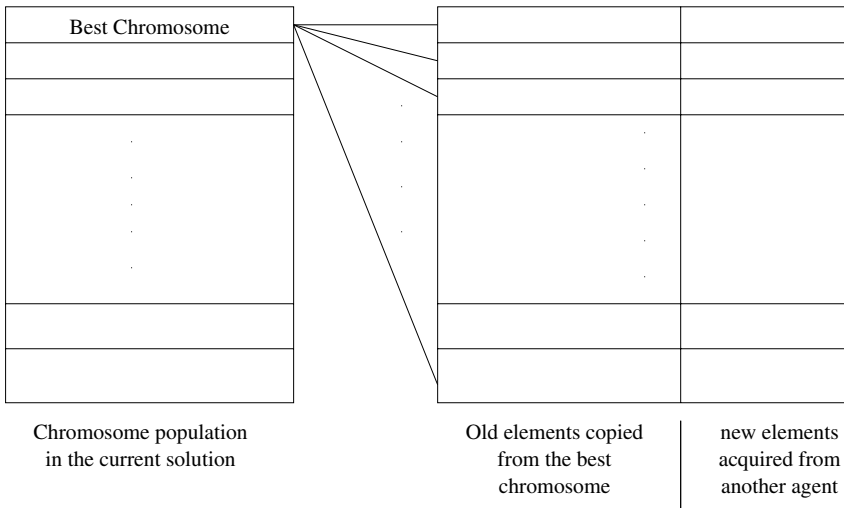 Best Chromosome
Chromosome population
in the current solution
Old elements copied
from the best
chromosome
new elements
acquired from
another agent